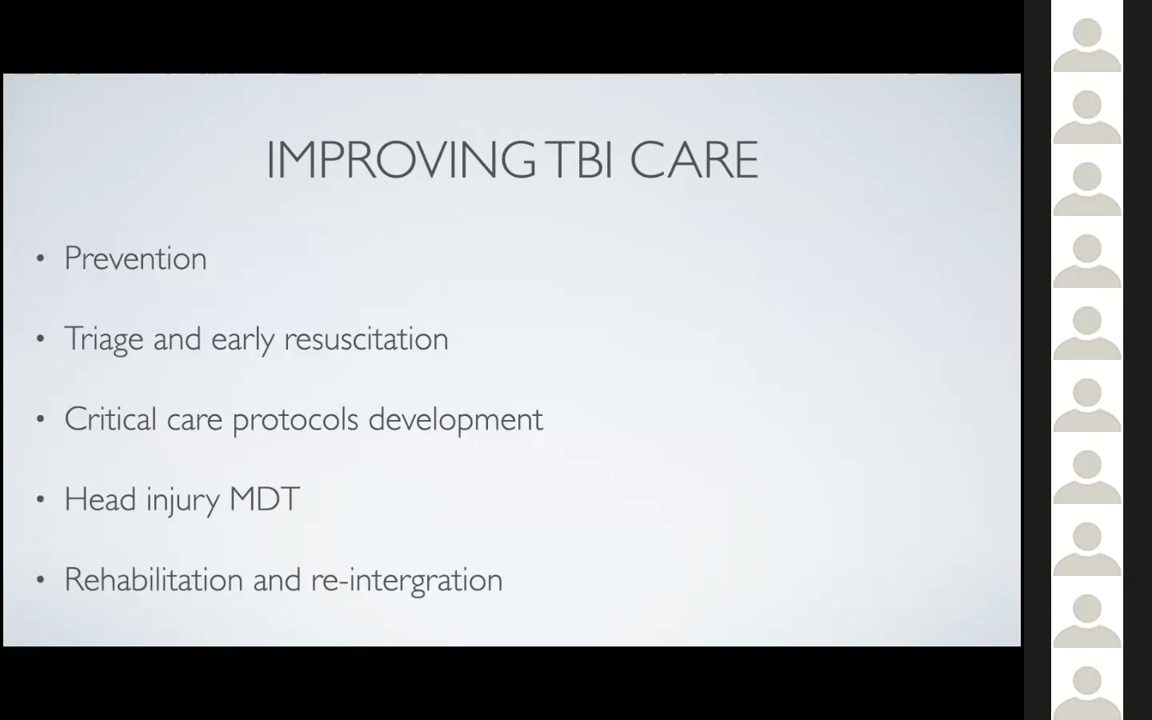 IMPROVING TBI CARE
• Prevention
• Triage and early resuscitation
• Critical care protocols development
• Head injury MDT
• Rehabilitation and re-intergration